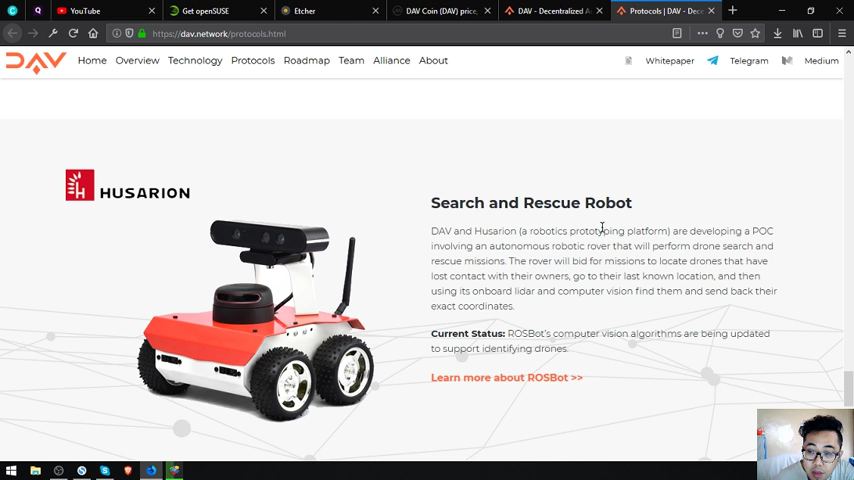 YouTube
Get openSUSE
Etcher
DAV Coin (DAV) price,
DAV - Decentralized A
Protocols | DAV - Dec
https://dav.network/protocols.html
DAV
Home
Overview
Technology
Protocols
Roadmap
Team
Alliance
About
Whitepaper
Telegram
Medium
HUSARION
Search and Rescue Robot
DAV and Husarion (a robotics prototyping platform) are developing a POC
involving an autonomous robotic rover that will perform drone search and
rescue missions. The rover will bid for missions to locate drones that have
lost contact with their owners, go to their last known location, and then
using its onboard lidar and computer vision find them and send back their
exact coordinates.
Current Status: ROSBot's computer vision algorithms are being updated
to support identifying drones.
Learn more about ROSBot >>